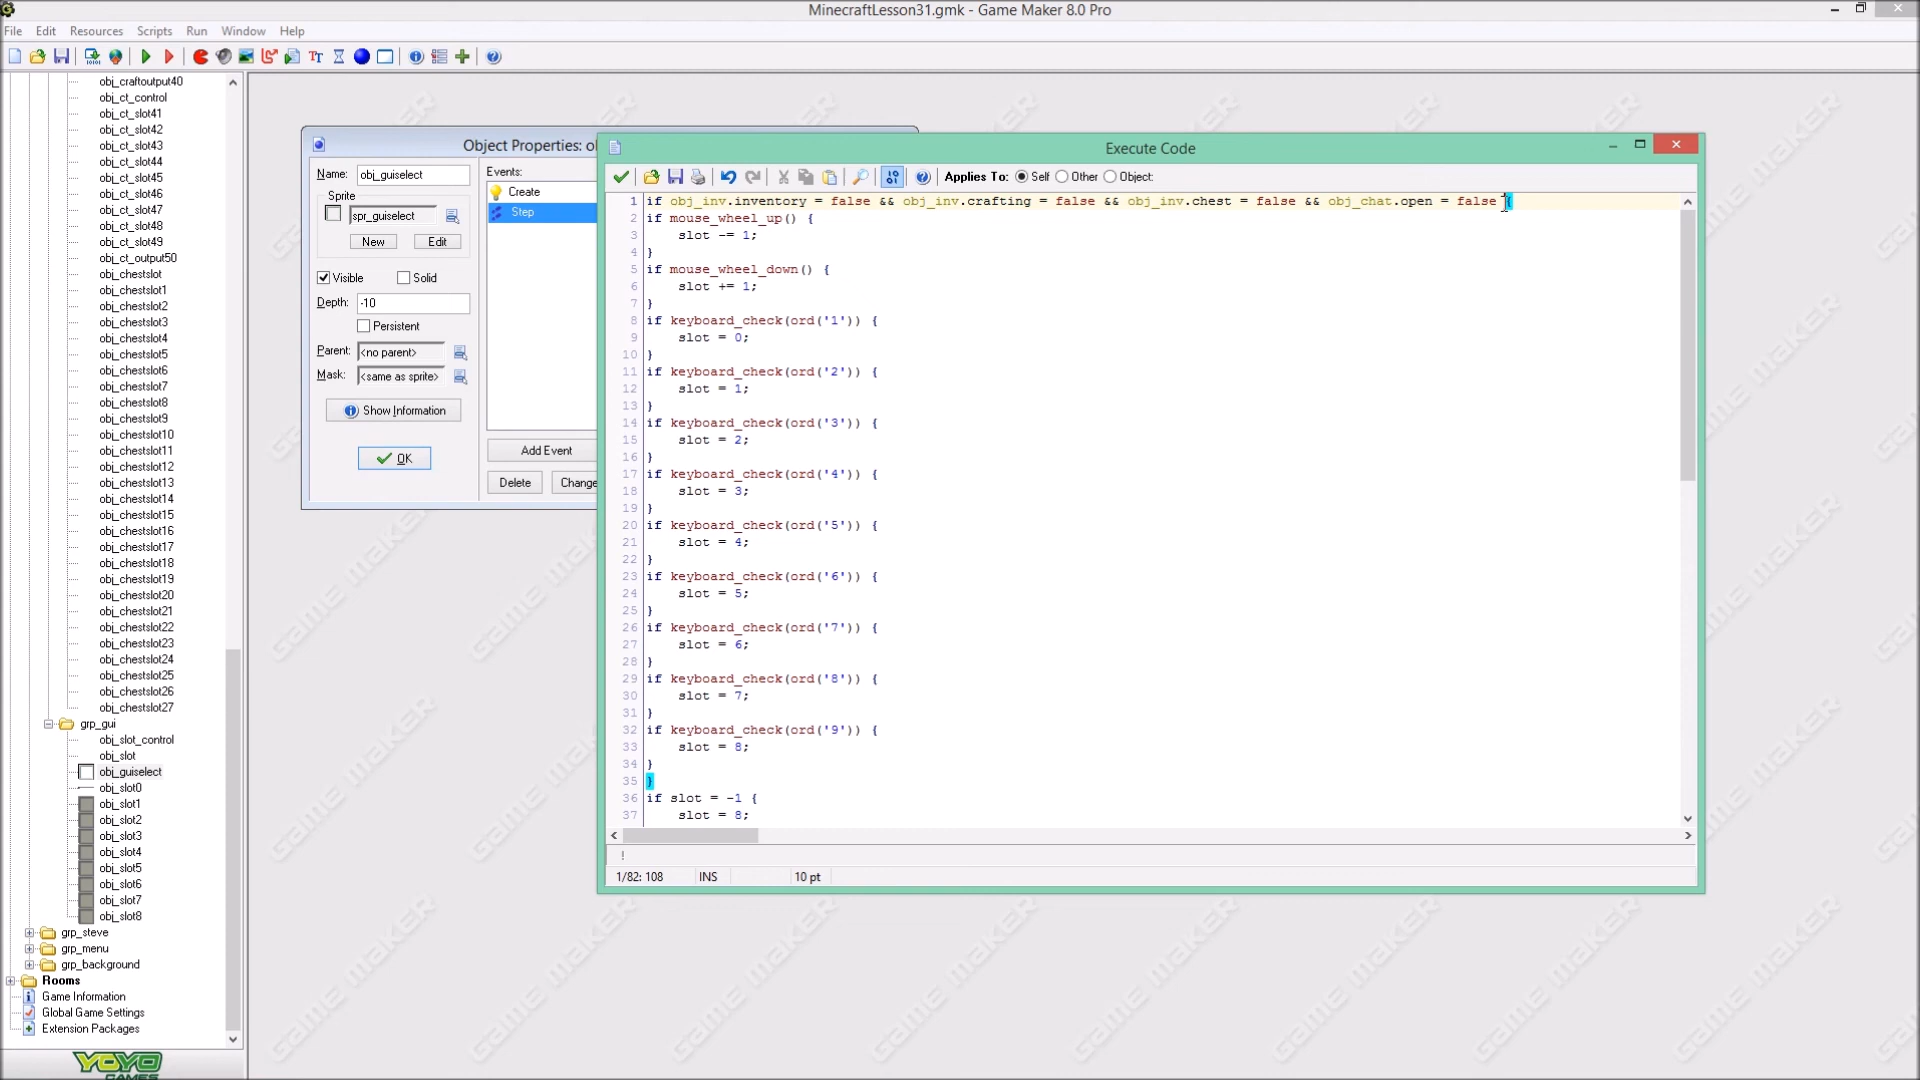 MinecraftLesson31.gmk - Game Maker 8.0 Pro
File Edit Resources Scripts Run Window Help
obj_craftoutput40
obj_ct_control
obj_ct_slot41
obj_ct_slot42
obj_ct_slot43
obj_ct_slot44
obj_ct_slot45
obj_ct_slot46
obj_ct_slot47
obj_ct_slot48
obj_ct_slot49
obj_ct_output50
obj_chestslot
obj_chestslot1
obj_chestslot2
obj_chestslot3
obj_chestslot4
obj_chestslot5
obj_chestslot6
obj_chestslot7
obj_chestslot8
obj_chestslot9
obj_chestslot10
obj_chestslot11
obj_chestslot12
obj_chestslot13
obj_chestslot14
obj_chestslot15
obj_chestslot16
obj_chestslot17
obj_chestslot18
obj_chestslot19
obj_chestslot20
obj_chestslot21
obj_chestslot22
obj_chestslot23
obj_chestslot24
obj_chestslot25
obj_chestslot26
obj_chestslot27
grp_gui
obj_slot_control
obj_slot
obj_guiselect
obj_slot0
obj_slot1
obj_slot2
obj_slot3
obj_slot4
obj_slot5
obj_slot6
obj_slot7
obj_slot8
grp_steve
grp_menu
grp_background
Rooms
Game Information
Global Game Settings
Extension Packages
YOYO
GAMES
Object Properties: ob
Name: obj_guiselect
Sprite
spr_guiselect
New Edit
Visible Solid
Depth: -10
Persistent
Parent: <no parent>
Mask: <same as sprite>
Show Information
OK
Events:
Create
Step
Add Event
Delete Change
Execute Code
Applies To: Self Other Object:
1 if obj_inv.inventory = false && obj_inv.crafting = false && obj_inv.chest = false && obj_chat.open = false {
2 if mouse_wheel_up() {
3 slot -= 1;
4 }
5 if mouse_wheel_down() {
6 slot += 1;
7 }
8 if keyboard_check(ord('1')) {
9 slot = 0;
10 }
11 if keyboard_check(ord('2')) {
12 slot = 1;
13 }
14 if keyboard_check(ord('3')) {
15 slot = 2;
16 }
17 if keyboard_check(ord('4')) {
18 slot = 3;
19 }
20 if keyboard_check(ord('5')) {
21 slot = 4;
22 }
23 if keyboard_check(ord('6')) {
24 slot = 5;
25 }
26 if keyboard_check(ord('7')) {
27 slot = 6;
28 }
29 if keyboard_check(ord('8')) {
30 slot = 7;
31 }
32 if keyboard_check(ord('9')) {
33 slot = 8;
34 }
35 }
36 if slot = -1 {
37 slot = 8;
!
1/82: 108 INS 10 pt
GAME MAKER